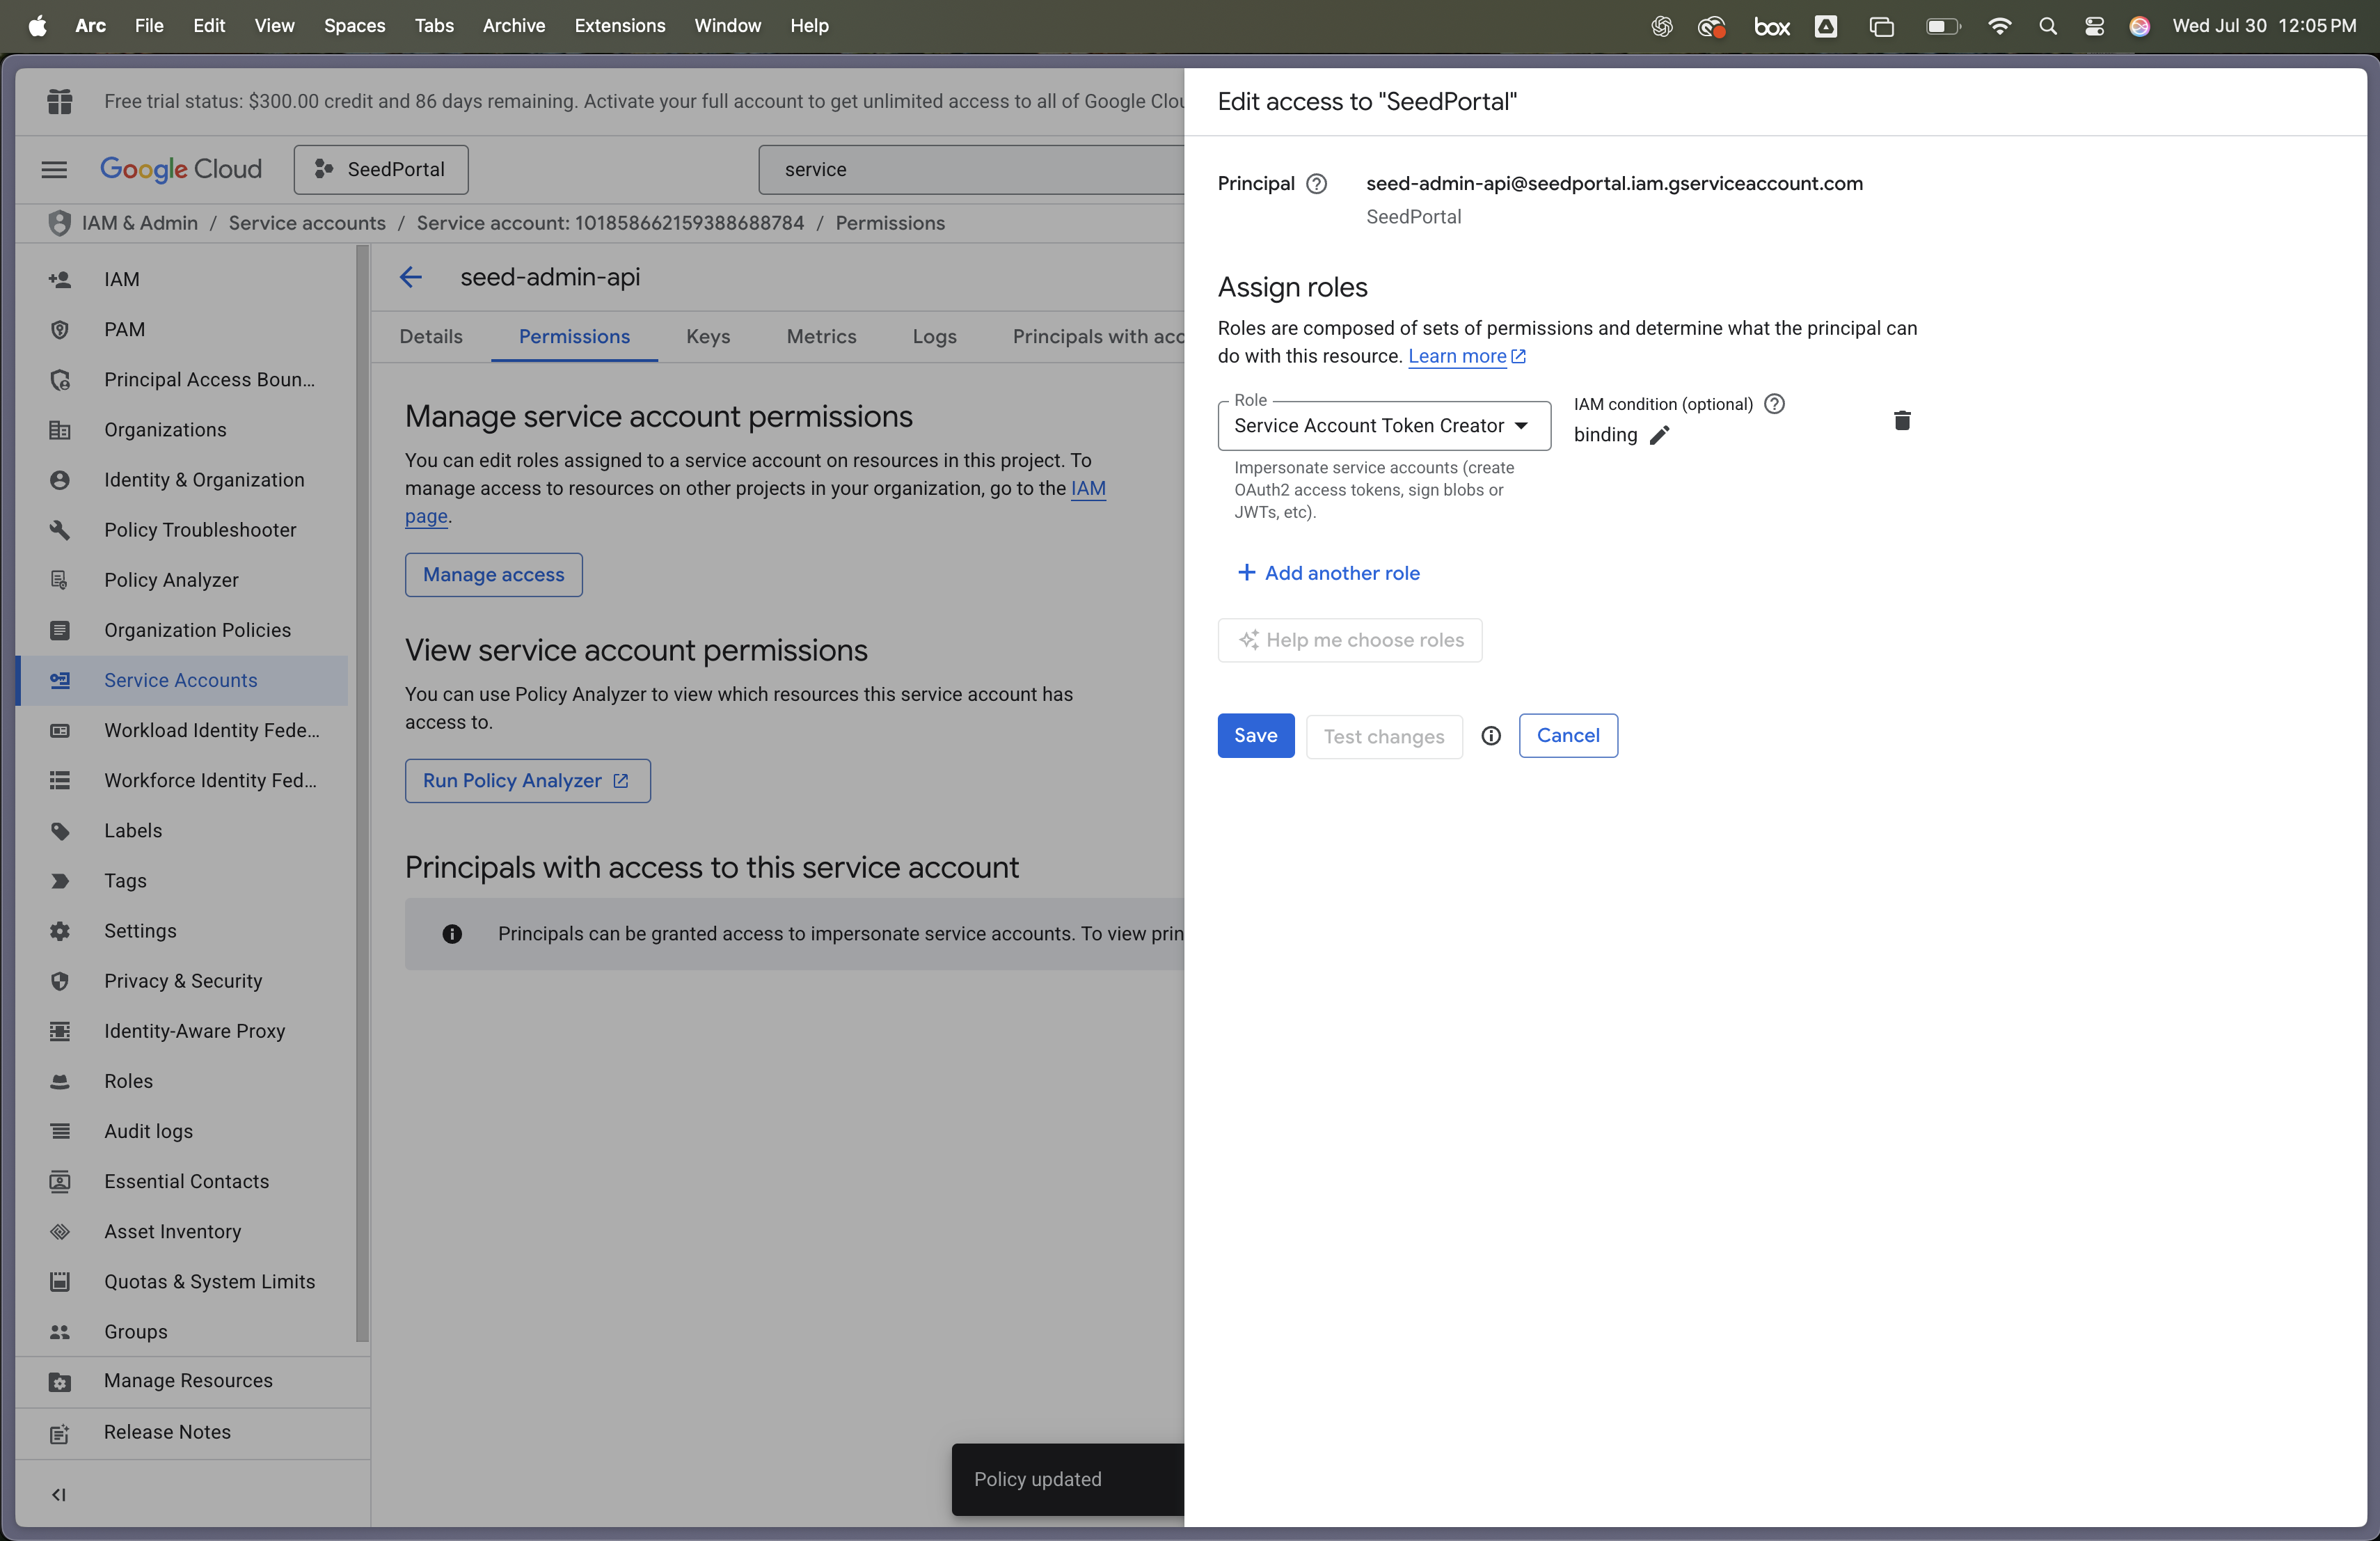 Arc File Edit View Spaces Tabs Archive Extensions Window Help box Wed Jul 30 12:05 PM
Free trial status: $300.00 credit and 86 days remaining. Activate your full account to get unlimited access to all of Google Clou
Google Cloud SeedPortal service
IAM & Admin / Service accounts / Service account: 101858662159388688784 / Permissions
IAM
PAM
Principal Access Boun...
Organizations
Identity & Organization
Policy Troubleshooter
Policy Analyzer
Organization Policies
Service Accounts
Workload Identity Fede...
Workforce Identity Fed...
Labels
Tags
Settings
Privacy & Security
Identity-Aware Proxy
Roles
Audit logs
Essential Contacts
Asset Inventory
Quotas & System Limits
Groups
Manage Resources
Release Notes
seed-admin-api
Details Permissions Keys Metrics Logs Principals with acc
Manage service account permissions
You can edit roles assigned to a service account on resources in this project. To
manage access to resources on other projects in your organization, go to the IAM
page.
Manage access
View service account permissions
You can use Policy Analyzer to view which resources this service account has
access to.
Run Policy Analyzer
Principals with access to this service account
Principals can be granted access to impersonate service accounts. To view prin
Policy updated
Edit access to "SeedPortal"
Principal seed-admin-api@seedportal.iam.gserviceaccount.com
SeedPortal
Assign roles
Roles are composed of sets of permissions and determine what the principal can
do with this resource. Learn more
Role
Service Account Token Creator
IAM condition (optional)
binding
Impersonate service accounts (create
OAuth2 access tokens, sign blobs or
JWTs, etc).
Add another role
Help me choose roles
Save Test changes Cancel